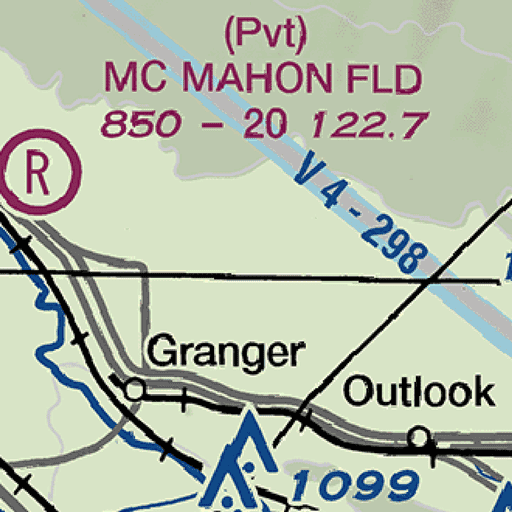 (Pvt)
MC MAHON FLD
850 – 20 122.7
R
V 4 - 298
Granger
Outlook
1099